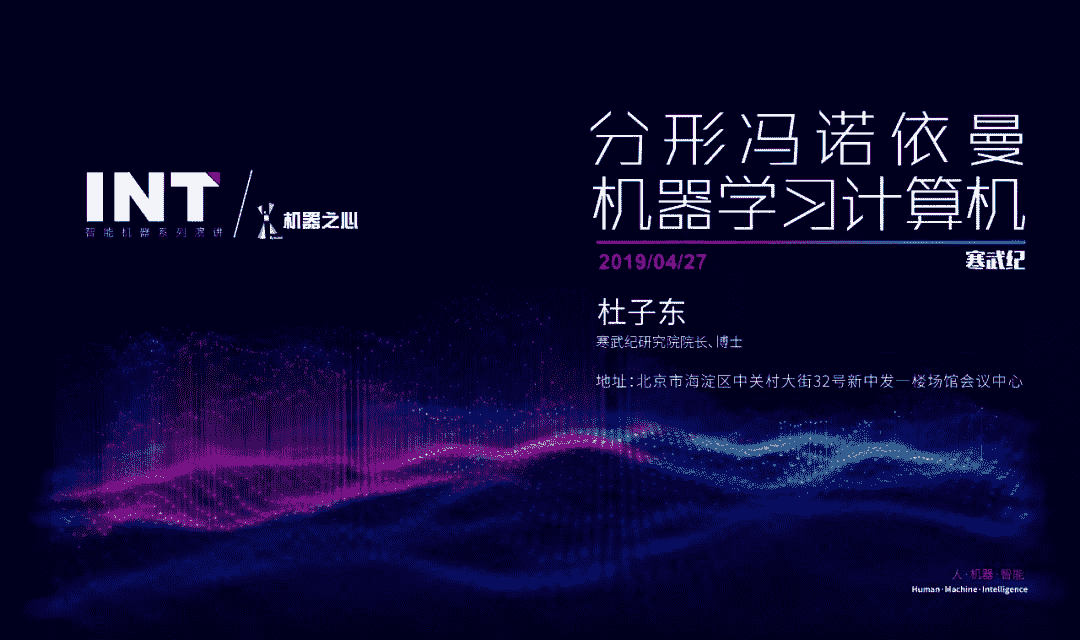 INT
智能机器系列演讲
机器之心
分形冯诺依曼
机器学习计算机
2019/04/27
寒武纪
杜子东
寒武纪研究院院长、博士
地址:北京市海淀区中关村大街32号新中发一楼场馆会议中心
人·机器·智能
Human·Machine·Intelligence